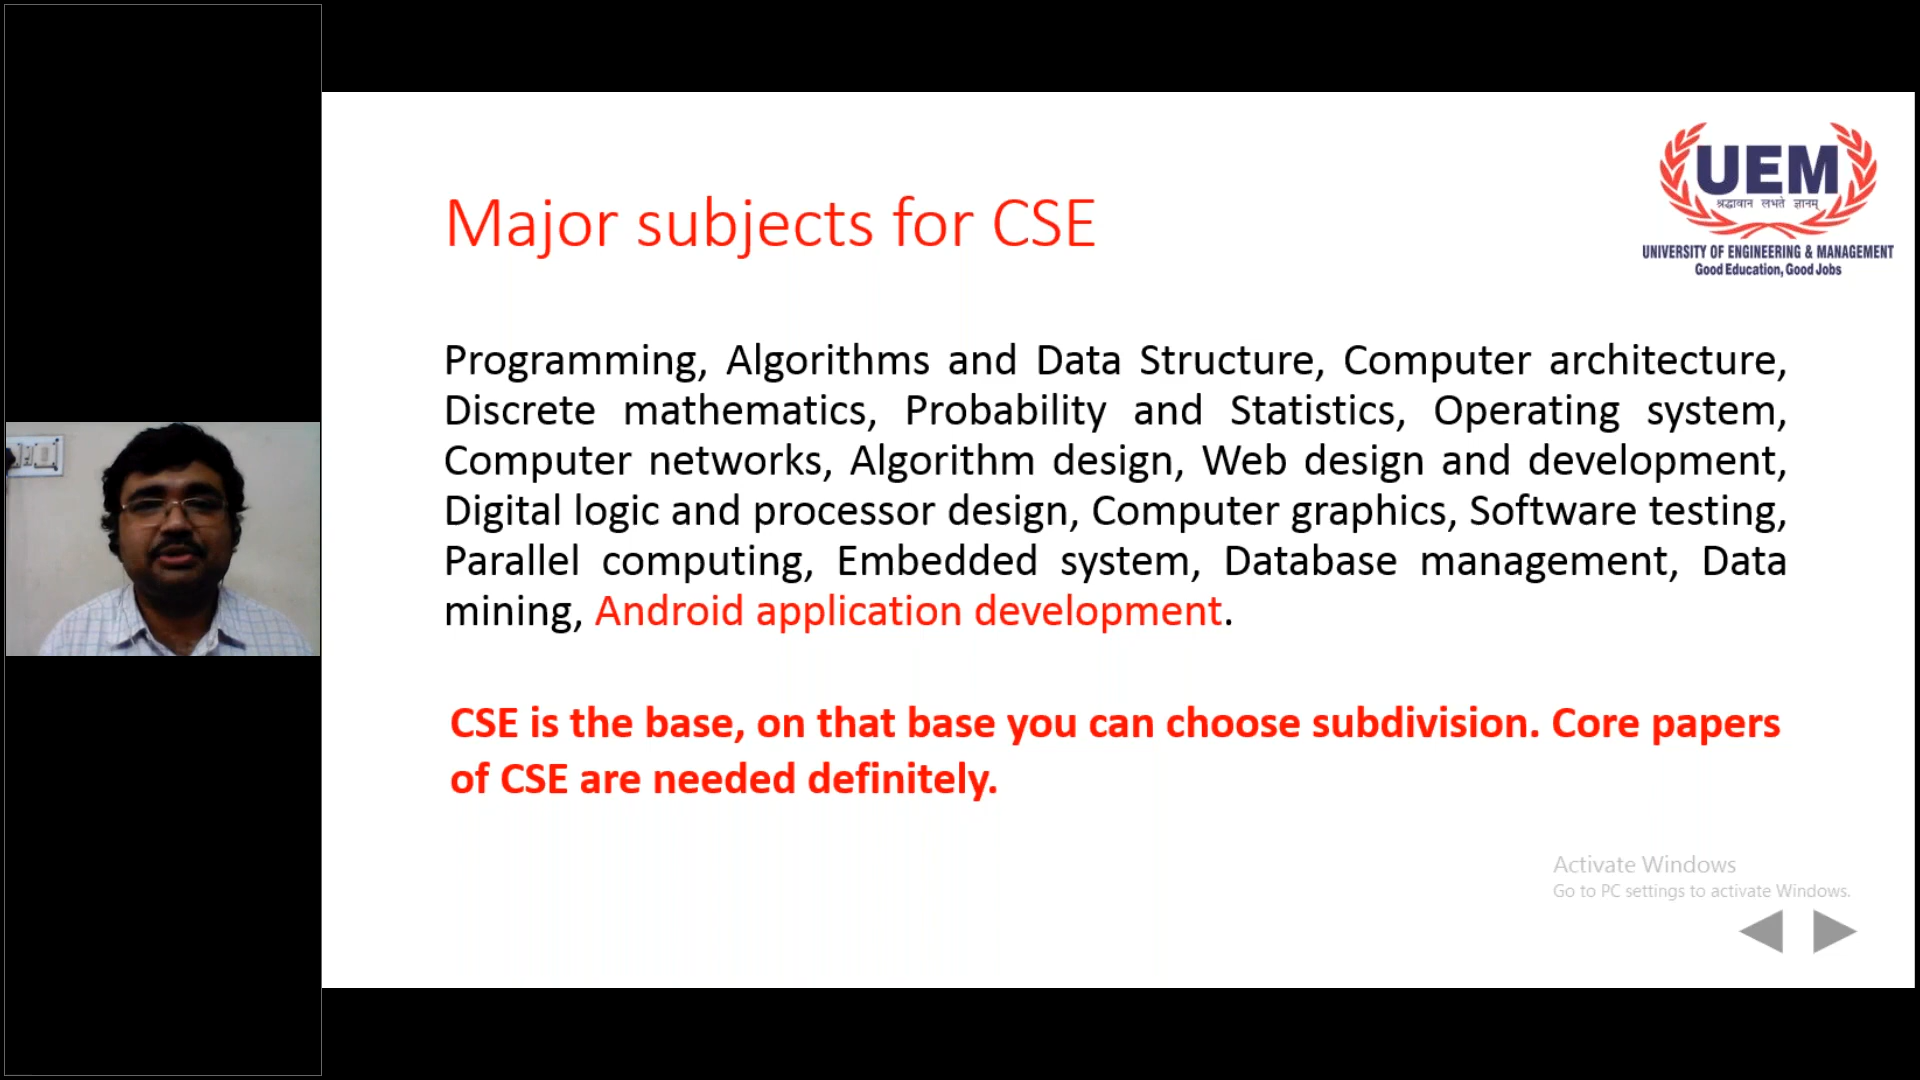 UEM
श्रद्धावान लभते ज्ञानम्
UNIVERSITY OF ENGINEERING & MANAGEMENT
Good Education, Good Jobs
Major subjects for CSE
Programming, Algorithms and Data Structure, Computer architecture,
Discrete mathematics, Probability and Statistics, Operating system,
Computer networks, Algorithm design, Web design and development,
Digital logic and processor design, Computer graphics, Software testing,
Parallel computing, Embedded system, Database management, Data
mining, Android application development.
CSE is the base, on that base you can choose subdivision. Core papers
of CSE are needed definitely.
Activate Windows
Go to PC settings to activate Windows.